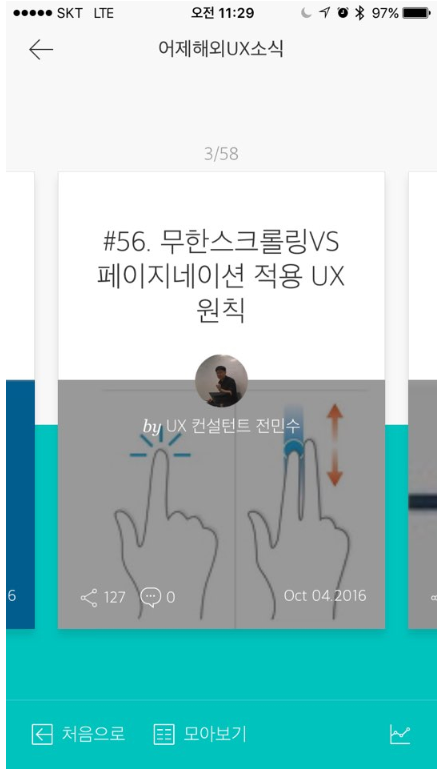 SKT LTE 오전 11:29 97%
어제해외UX소식
3/58
#56. 무한스크롤링VS
페이지네이션 적용 UX
원칙
by UX 컨설턴트 전민수
6 127 0 Oct 04.2016
처음으로 모아보기